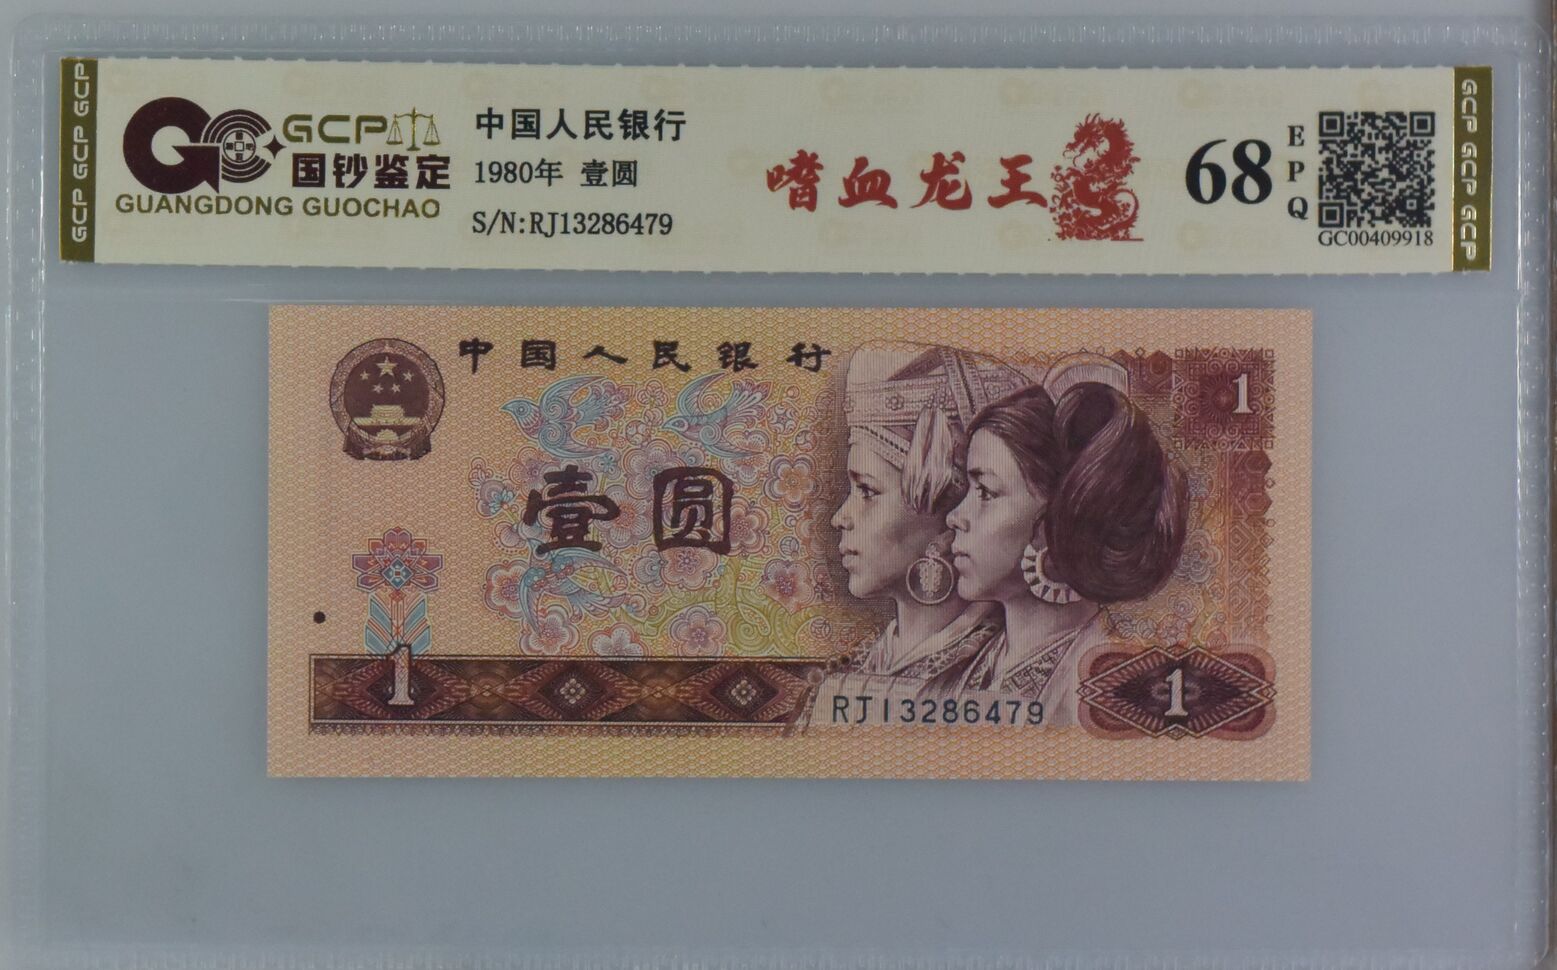 GCP GCP GCP
GCP
国钞鉴定
GUANGDONG GUOCHAO
中国人民银行
1980年 壹圆
S/N:RJ13286479
嗜血龙王
68
EPQ
GC00409918
GCP GCP GCP
中国人民银行
1
壹圆
1
RJ13286479
1